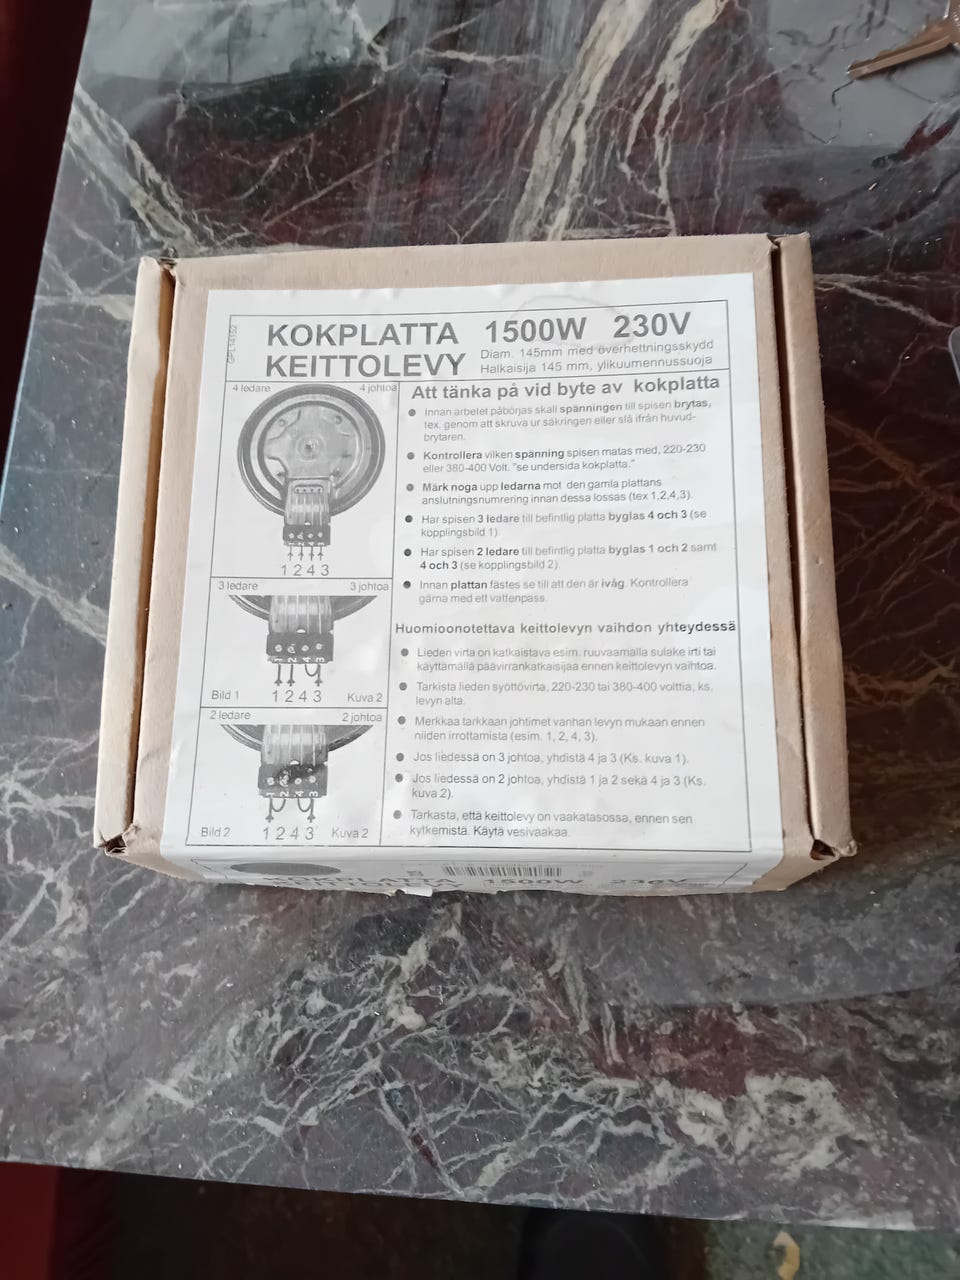 KOKPLATTA 1500W 230V
KEITTOLEVY
Diam. 145mm med överhettningsskydd
Halkaisija 145 mm, ylikuumennussuoja
4 ledare 4 johtoa
1 2 4 3
3 ledare 3 johtoa
Bild 1 1 2 4 3 Kuva 2
2 ledare 2 johtoa
Bild 2 1 2 4 3 Kuva 2
Att tänka på vid byte av kokplatta
● Innan arbetet påbörjas skall spänningen till spisen brytas,
tex. genom att skruva ur säkringen eller slå ifrån huvud-
brytaren.
● Kontrollera vilken spänning spisen matas med, 220-230
eller 380-400 Volt. "se undersida kokplatta."
● Märk noga upp ledarna mot den gamla plattans
anslutningsnumrering innan dessa lossas (tex 1,2,4,3).
● Har spisen 3 ledare till befintlig platta byglas 4 och 3 (se
kopplingsbild 1).
● Har spisen 2 ledare till befintlig platta byglas 1 och 2 samt
4 och 3 (se kopplingsbild 2).
● Innan plattan fästes se till att den är ivåg. Kontrollera
gärna med ett vattenpass.
Huomioonotettava keittolevyn vaihdon yhteydessä
● Lieden virta on katkaistava esim. ruuvaamalla sulake irti tai
käyttämällä päävirrankatkaisijaa ennen keittolevyn vaihtoa.
● Tarkista lieden syöttövirta, 220-230 tai 380-400 volttia, ks.
levyn alta.
● Merkkaa tarkkaan johtimet vanhan levyn mukaan ennen
niiden irrottamista (esim. 1, 2, 4, 3).
● Jos liedessä on 3 johtoa, yhdistä 4 ja 3 (Ks. kuva 1).
● Jos liedessä on 2 johtoa, yhdistä 1 ja 2 sekä 4 ja 3 (Ks.
kuva 2).
● Tarkasta, että keittolevy on vaakatasossa, ennen sen
kytkemistä. Käytä vesivaakaa.
KOKPLATTA 1500W 230V
KEITTOLEVY